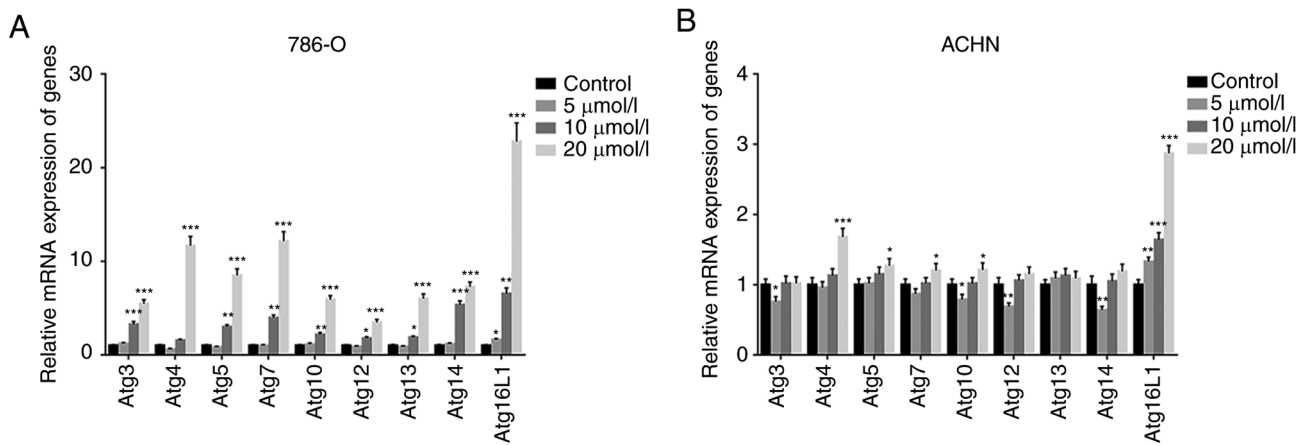 A
786-O
Relative mRNA expression of genes
30
20
10
0
Control
5 μmol/l
10 μmol/l
20 μmol/l
***
***
***
**
***
**
***
**
***
*
***
*
***
***
***
*
**
***
Atg3
Atg4
Atg5
Atg7
Atg10
Atg12
Atg13
Atg14
Atg16L1
B
ACHN
Relative mRNA expression of genes
4
3
2
1
0
Control
5 μmol/l
10 μmol/l
20 μmol/l
*
***
*
*
*
*
**
**
**
***
***
Atg3
Atg4
Atg5
Atg7
Atg10
Atg12
Atg13
Atg14
Atg16L1